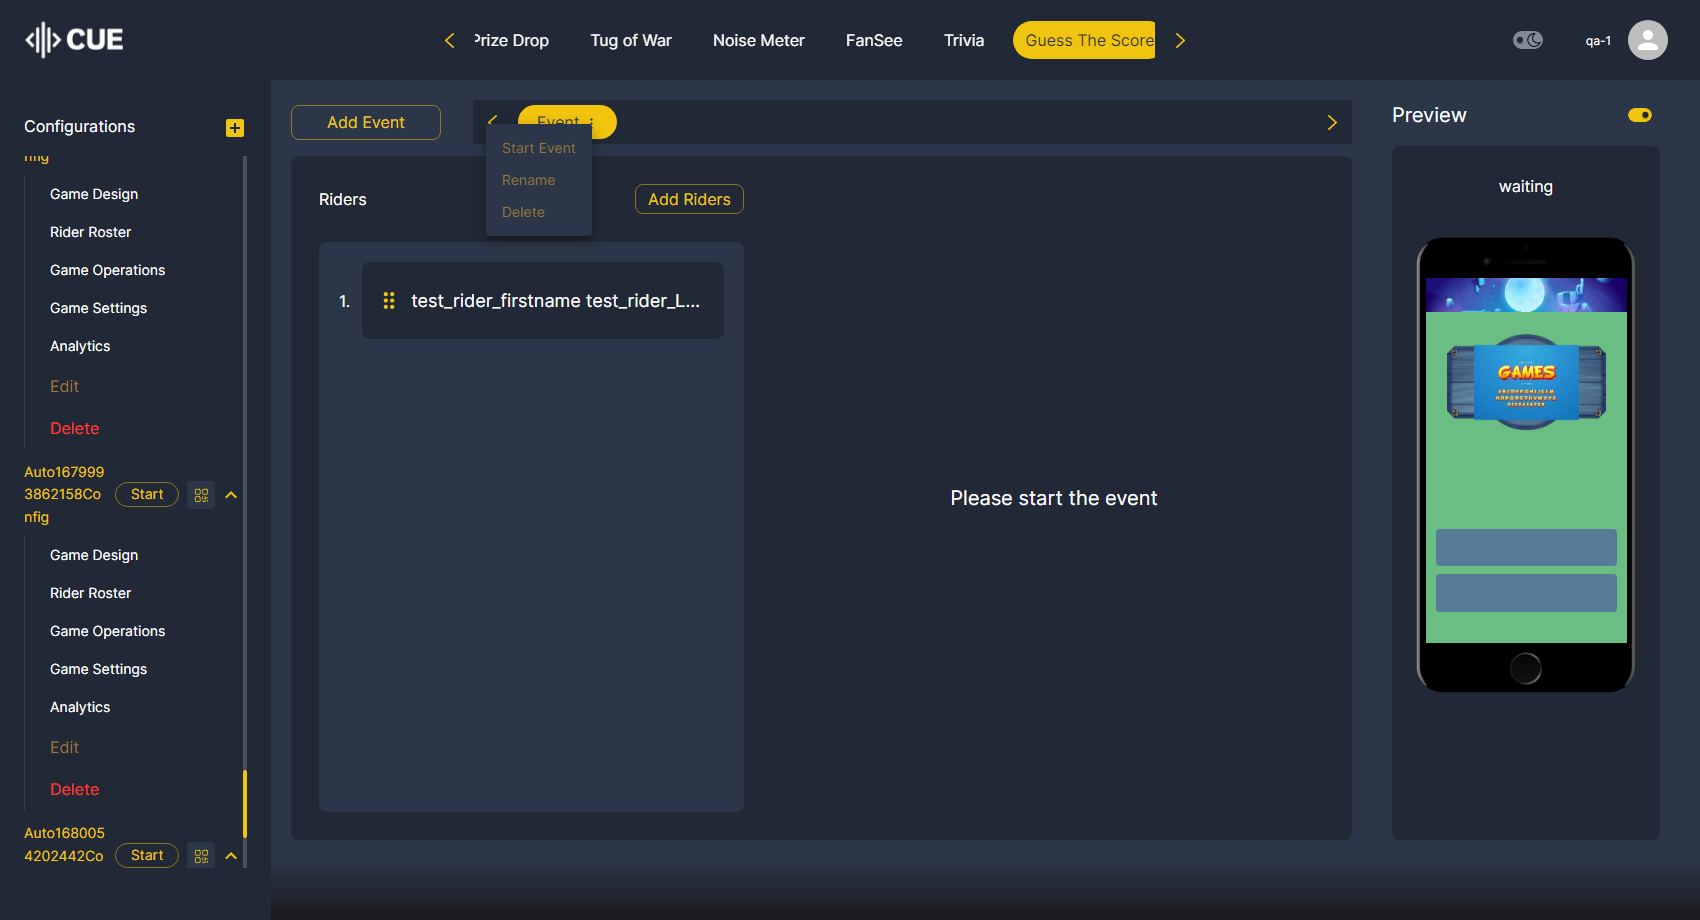 CUE
Prize Drop
Tug of War
Noise Meter
FanSee
Trivia
Guess The Score
qa-1
Configurations
nfig
Game Design
Rider Roster
Game Operations
Game Settings
Analytics
Edit
Delete
Auto167999
3862158Co
nfig
Start
Game Design
Rider Roster
Game Operations
Game Settings
Analytics
Edit
Delete
Auto168005
4202442Co
Start
Add Event
Event
Start Event
Rename
Delete
Riders
Add Riders
1.
test_rider_firstname test_rider_L...
Please start the event
Preview
waiting
GAMES